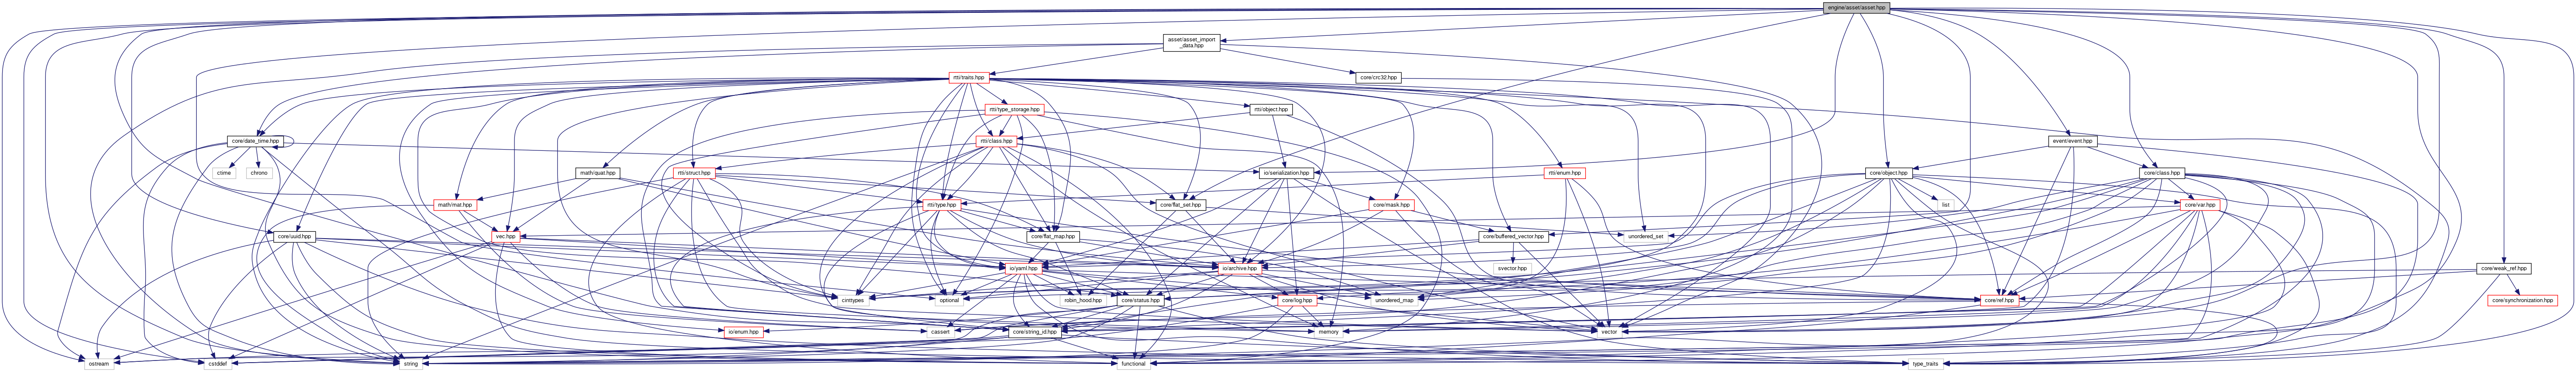 engine/asset/asset.hpp
asset/asset_import
_data.hpp
rtti/traits.hpp
core/crc32.hpp
rtti/type_storage.hpp
rtti/object.hpp
core/date_time.hpp
rtti/class.hpp
event/event.hpp
ctime
chrono
math/quat.hpp
rtti/struct.hpp
io/serialization.hpp
rtti/enum.hpp
core/object.hpp
core/class.hpp
math/mat.hpp
rtti/type.hpp
core/flat_set.hpp
core/mask.hpp
list
core/var.hpp
core/uuid.hpp
vec.hpp
core/flat_map.hpp
core/buffered_vector.hpp
unordered_set
io/yaml.hpp
io/archive.hpp
svector.hpp
core/weak_ref.hpp
cinttypes
optional
robin_hood.hpp
core/status.hpp
core/log.hpp
unordered_map
core/ref.hpp
core/synchronization.hpp
io/enum.hpp
cassert
core/string_id.hpp
memory
vector
ostream
cstddef
string
functional
type_traits